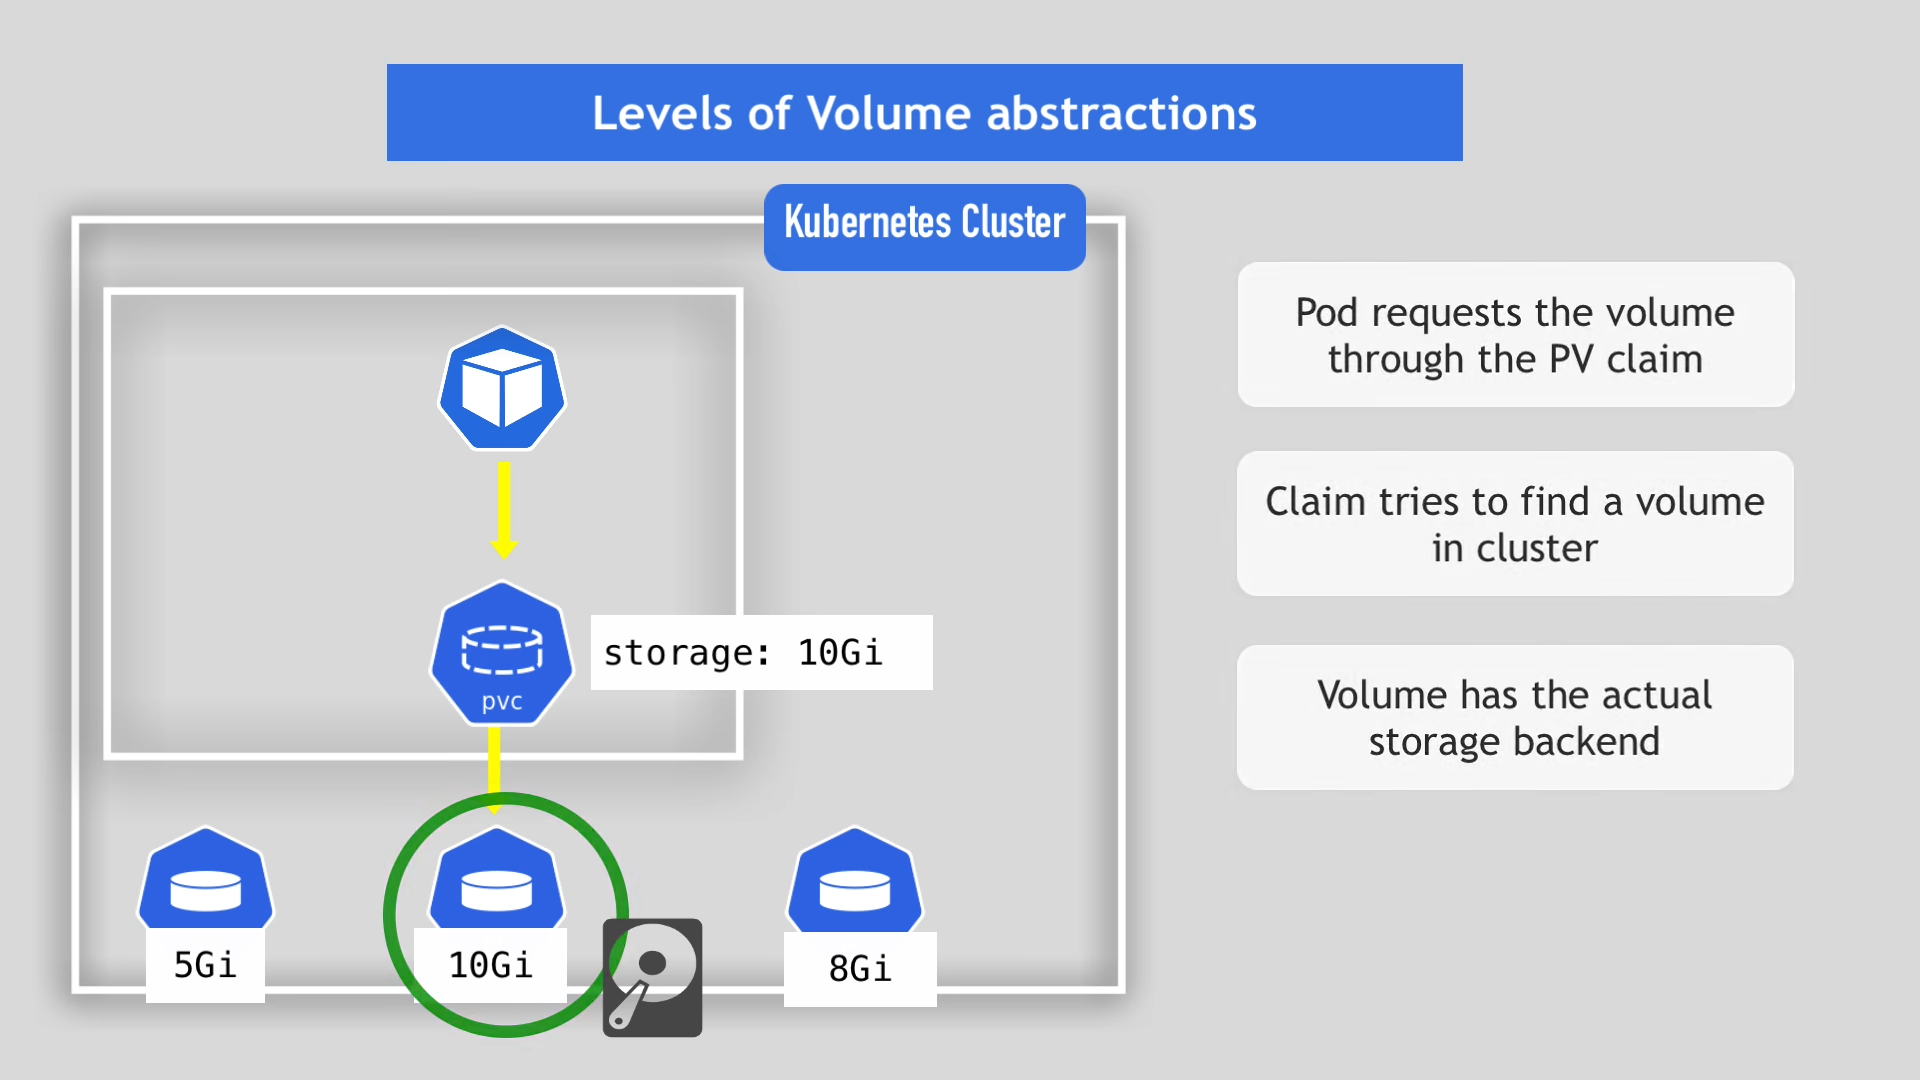 Levels of Volume abstractions
Kubernetes Cluster
Pod requests the volume
through the PV claim
Claim tries to find a volume
in cluster
storage: 10Gi
pvc
Volume has the actual
storage backend
5Gi
10Gi
8Gi